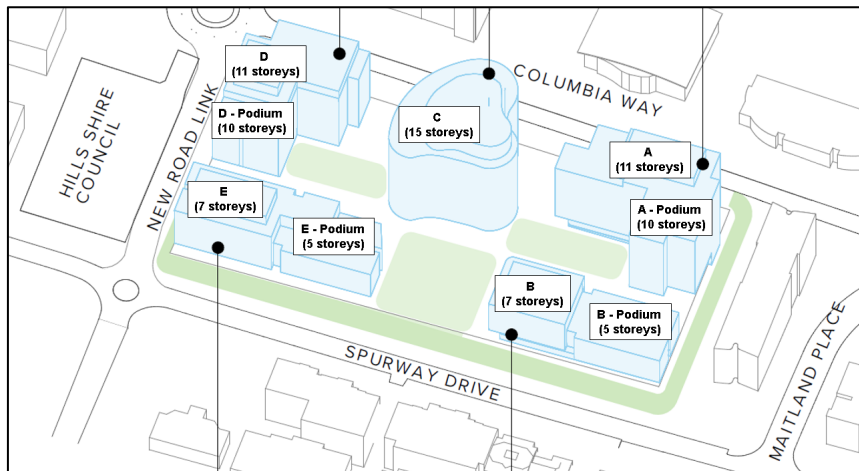 D
(11 storeys)
COLUMBIA WAY
D - Podium
(10 storeys)
C
(15 storeys)
HILLS SHIRE
COUNCIL
NEW ROAD LINK
A
(11 storeys)
E
(7 storeys)
A - Podium
(10 storeys)
E - Podium
(5 storeys)
B
(7 storeys)
B - Podium
(5 storeys)
SPURWAY DRIVE
MAITLAND PLACE